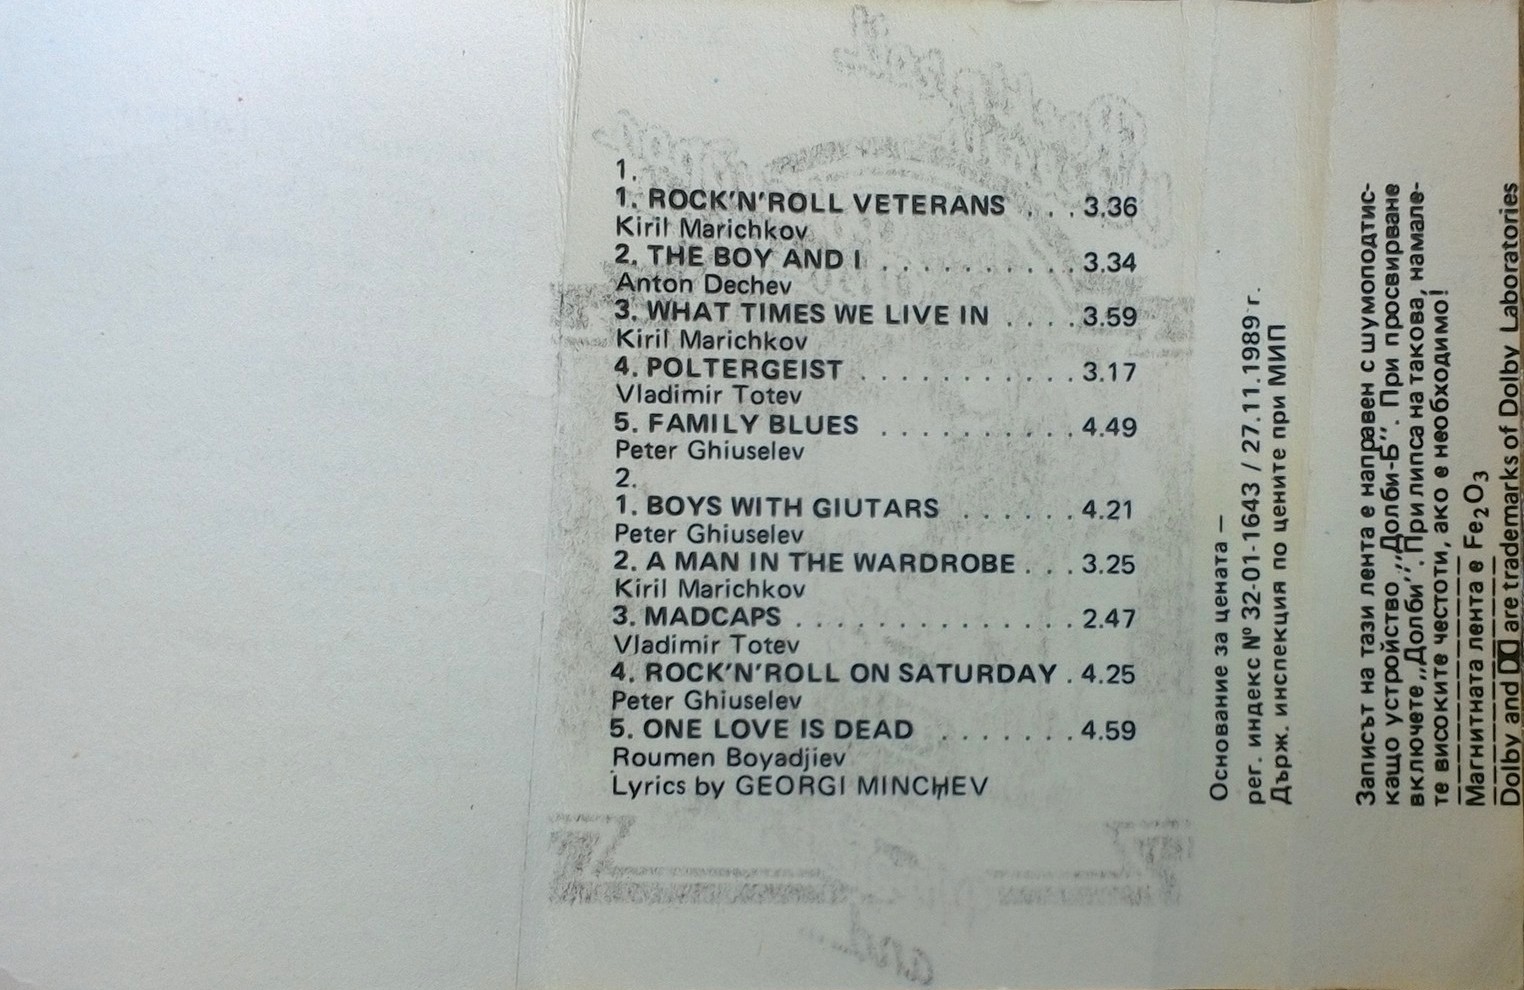 1.
1. ROCK'N'ROLL VETERANS . . . 3.36
Kiril Marichkov
2. THE BOY AND I . . . . . . . . . . 3.34
Anton Dechev
3. WHAT TIMES WE LIVE IN . . . . 3.59
Kiril Marichkov
4. POLTERGEIST . . . . . . . . . . . 3.17
Vladimir Totev
5. FAMILY BLUES . . . . . . . . . . 4.49
Peter Ghiuselev
2.
1. BOYS WITH GIUTARS . . . . . . 4.21
Peter Ghiuselev
2. A MAN IN THE WARDROBE . . . 3.25
Kiril Marichkov
3. MADCAPS . . . . . . . . . . . . . . 2.47
Vladimir Totev
4. ROCK'N'ROLL ON SATURDAY . 4.25
Peter Ghiuselev
5. ONE LOVE IS DEAD . . . . . . . 4.59
Roumen Boyadjiev
Lyrics by GEORGI MINCHEV
Основание за цената —
рег. индекс № 32-01-1643 / 27.11.1989 г.
Държ. инспекция по цените при МИП
Записът на тази лента е направен с шумоподтис-
кащо устройство „Долби-Б”. При просвирване
включете „Долби”. При липса на такова, намале-
те високите честоти, ако е необходимо!
Магнитната лента е Fe2O3
Dolby and are trademarks of Dolby Laboratories